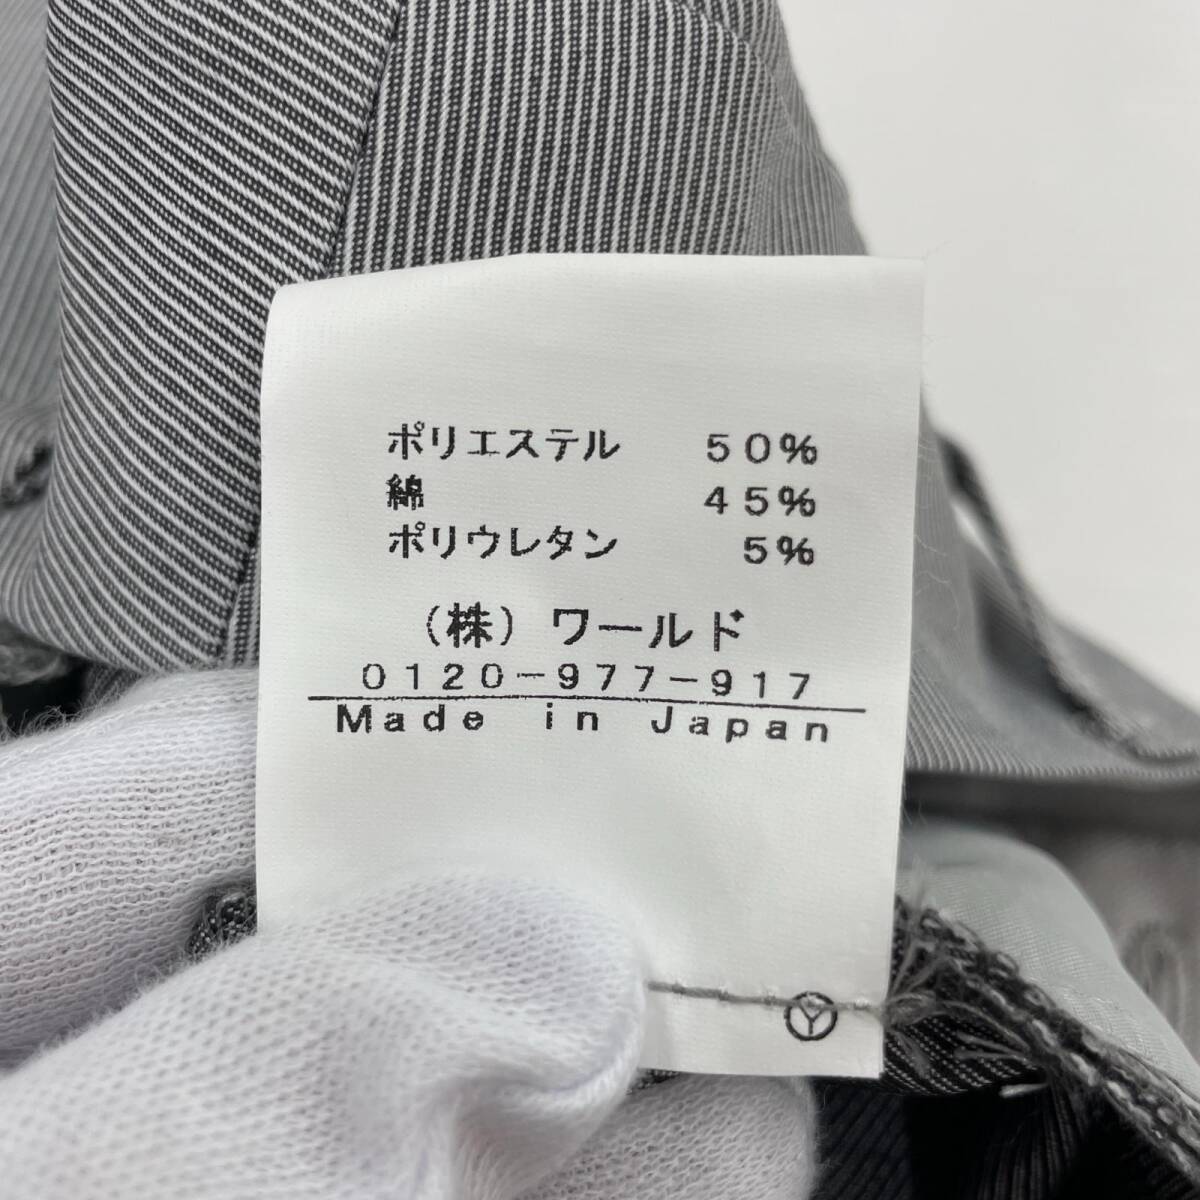 ポリエステル 50%
綿 45%
ポリウレタン 5%
(株) ワールド
0120-977-917
Made in Japan
Y